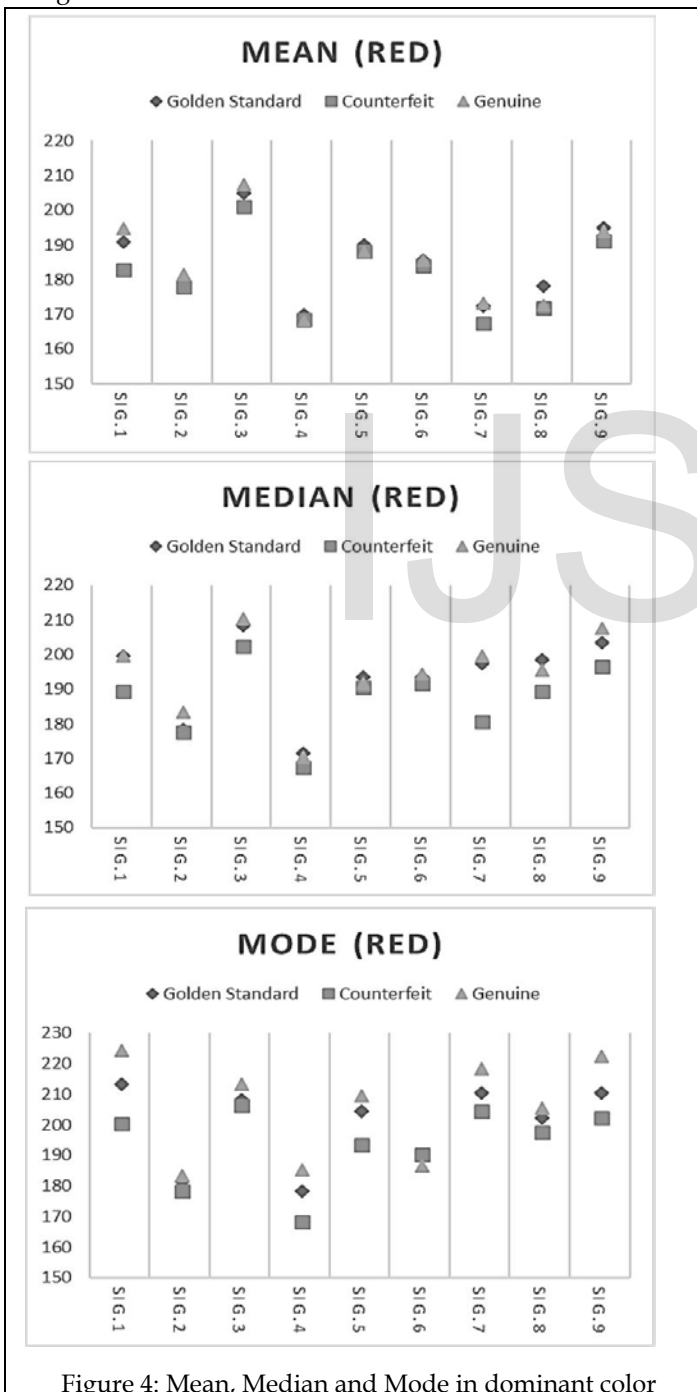 MEAN (RED)
Golden Standard Counterfeit Genuine
220
210
200
190
180
170
160
150
SIG.1 SIG.2 SIG.3 SIG.4 SIG.5 SIG.6 SIG.7 SIG.8 SIG.9
IJS
MEDIAN (RED)
Golden Standard Counterfeit Genuine
220
210
200
190
180
170
160
150
SIG.1 SIG.2 SIG.3 SIG.4 SIG.5 SIG.6 SIG.7 SIG.8 SIG.9
MODE (RED)
Golden Standard Counterfeit Genuine
230
220
210
200
190
180
170
160
150
SIG.1 SIG.2 SIG.3 SIG.4 SIG.5 SIG.6 SIG.7 SIG.8 SIG.9
Figure 4: Mean, Median and Mode in dominant color